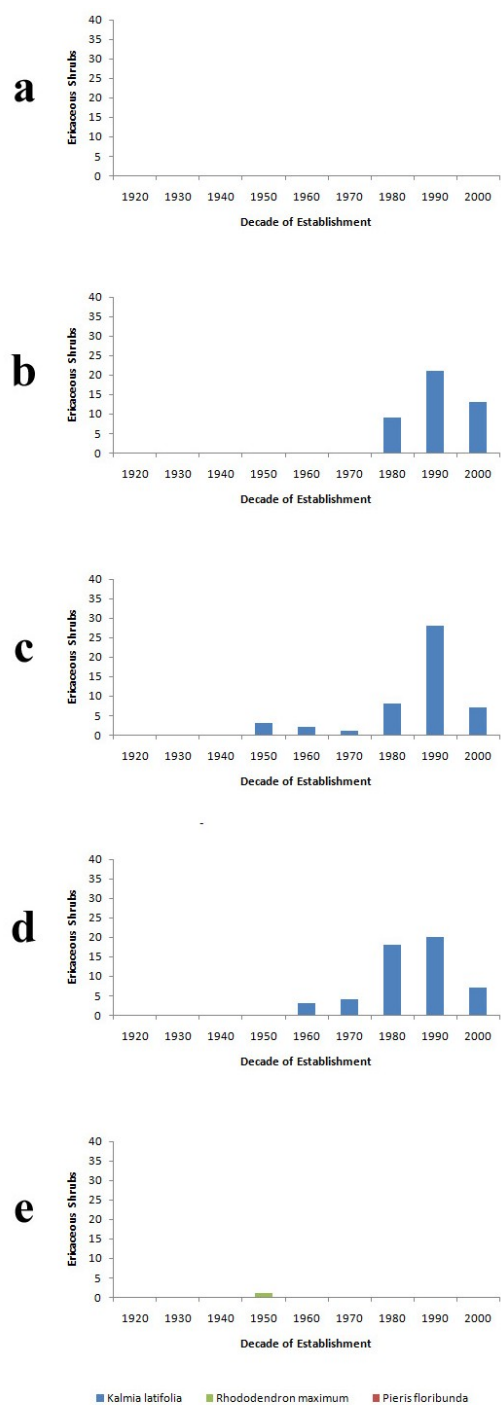 a
Ericaceous Shrubs
40
35
30
25
20
15
10
5
0
1920 1930 1940 1950 1960 1970 1980 1990 2000
Decade of Establishment
b
Ericaceous Shrubs
40
35
30
25
20
15
10
5
0
1920 1930 1940 1950 1960 1970 1980 1990 2000
Decade of Establishment
c
Ericaceous Shrubs
40
35
30
25
20
15
10
5
0
1920 1930 1940 1950 1960 1970 1980 1990 2000
Decade of Establishment
-
d
Ericaceous Shrubs
40
35
30
25
20
15
10
5
0
1920 1930 1940 1950 1960 1970 1980 1990 2000
Decade of Establishment
e
Ericaceous Shrubs
40
35
30
25
20
15
10
5
0
1920 1930 1940 1950 1960 1970 1980 1990 2000
Decade of Establishment
Kalmia latifolia Rhododendron maximum Pieris floribunda